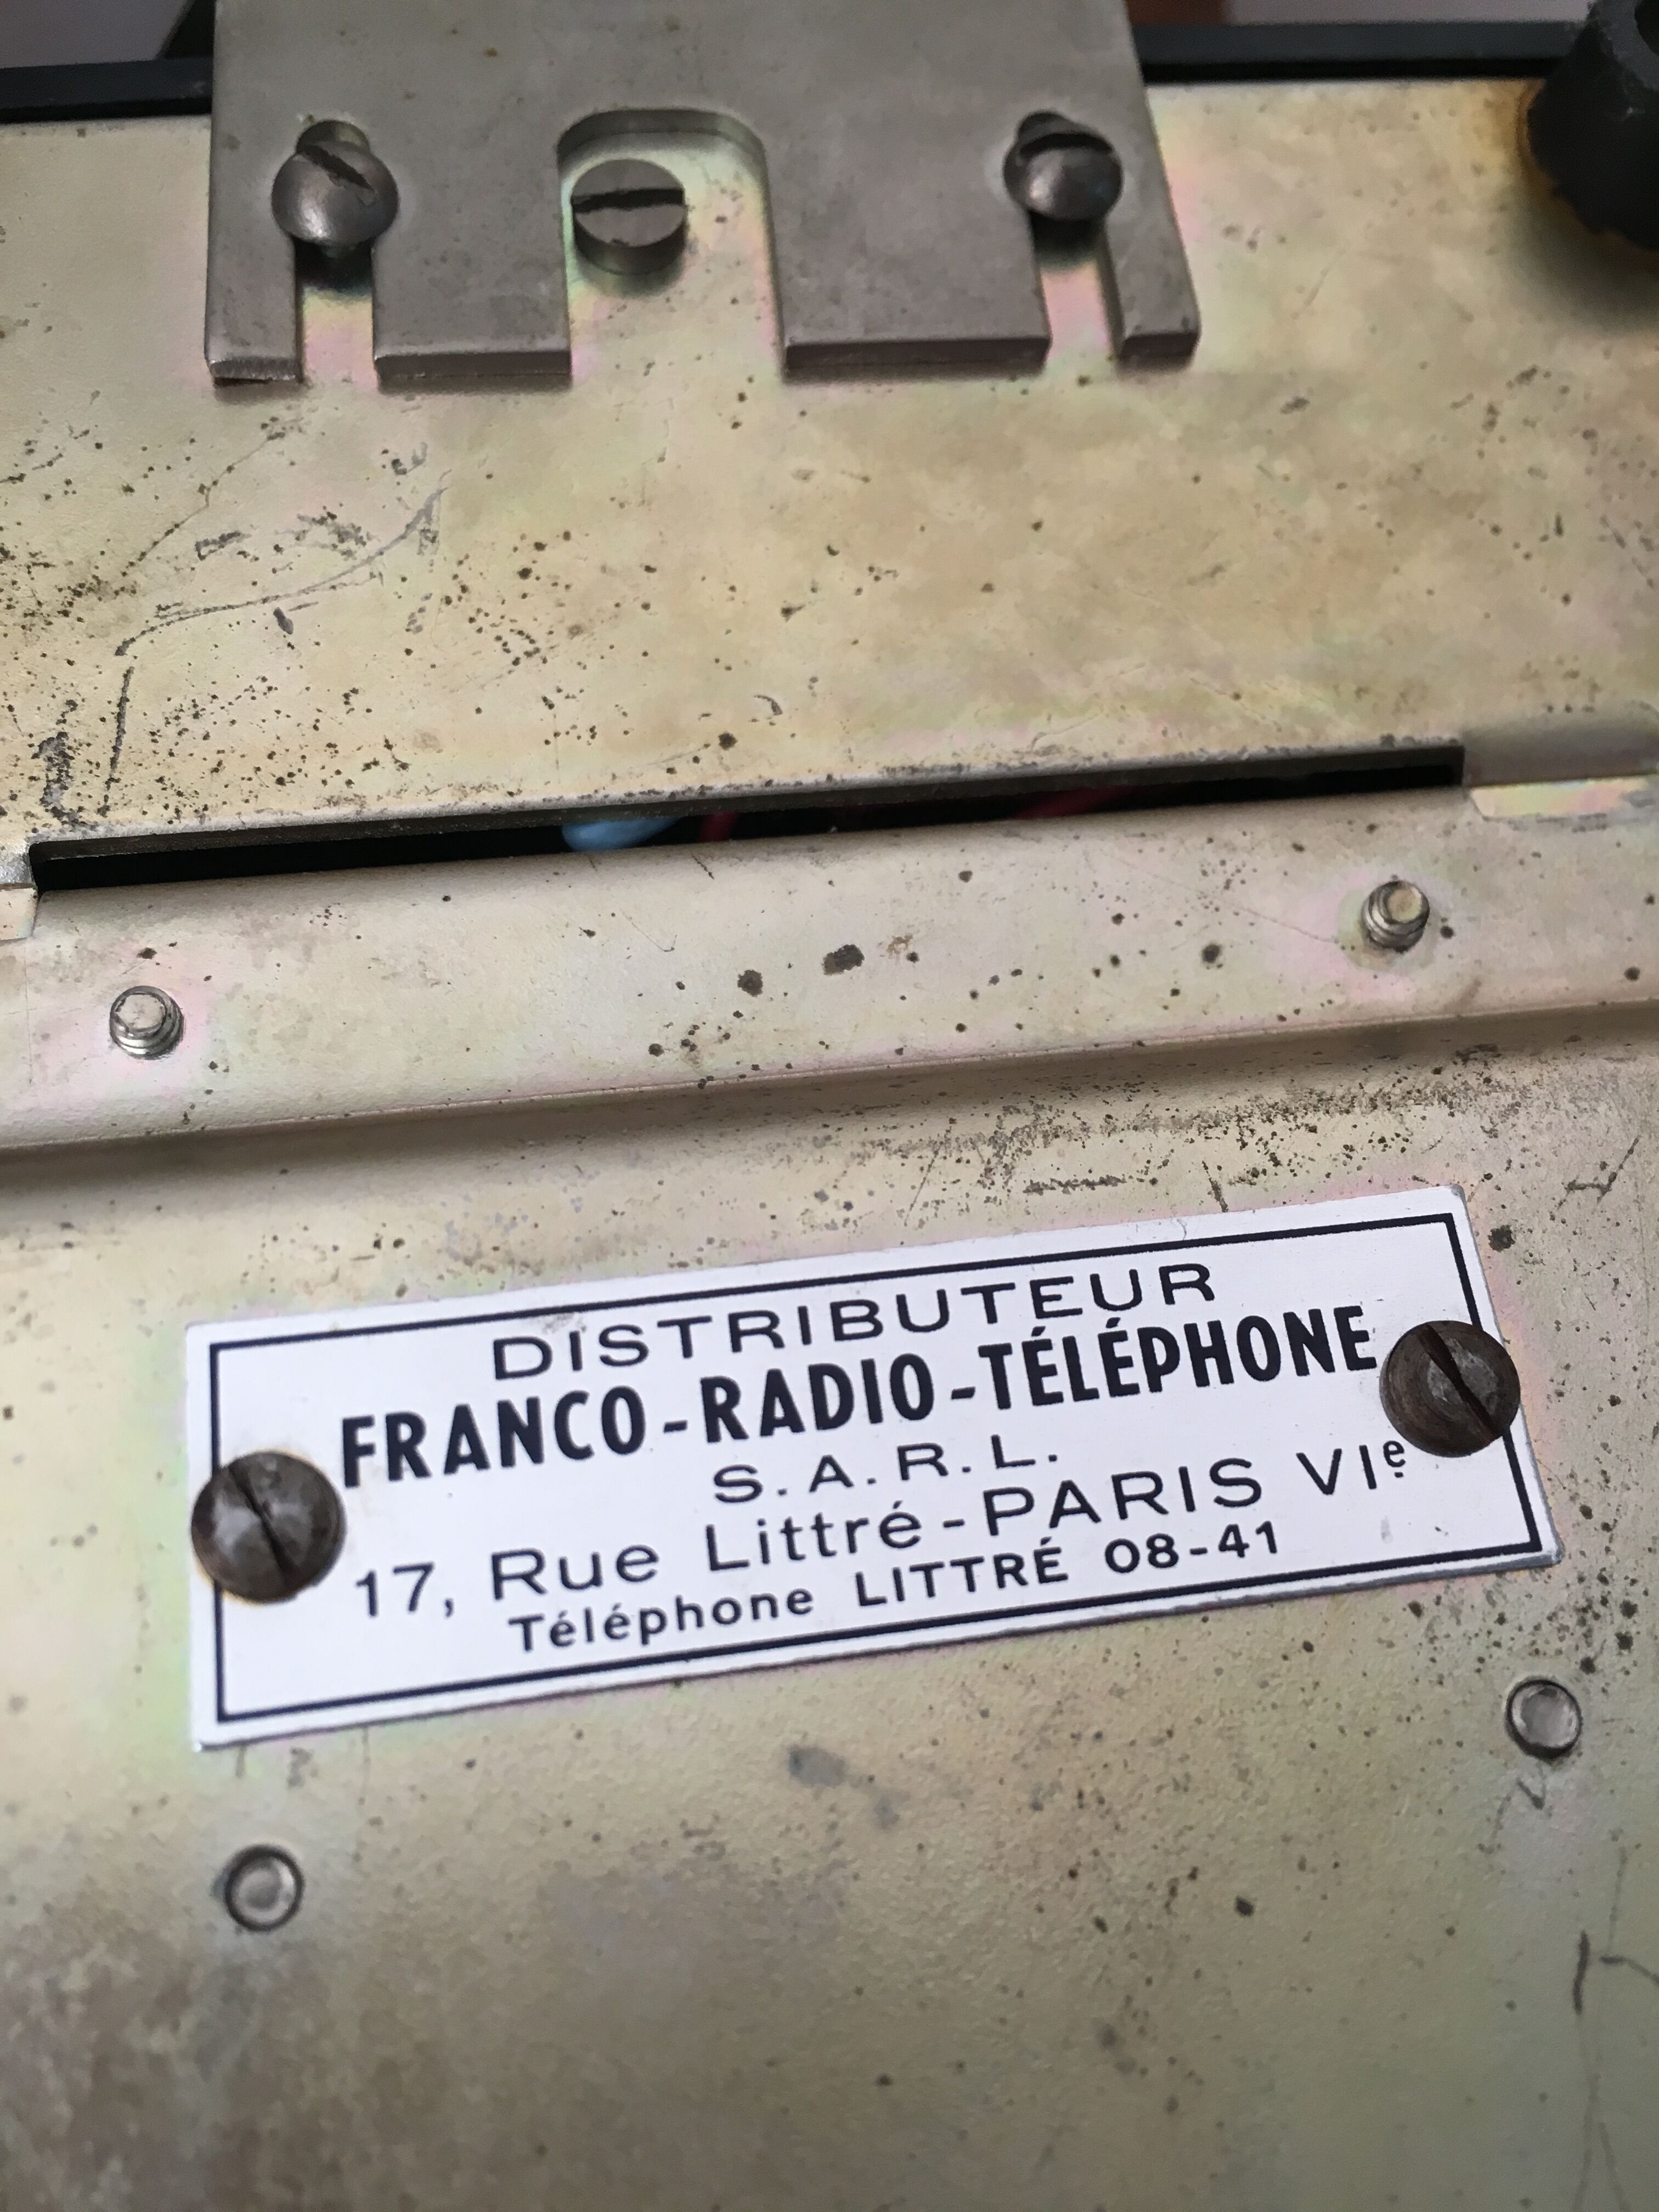 DISTRIBUTEUR
FRANCO-RADIO-TÉLÉPHONE
S.A.R.L.
17, Rue Littré-PARIS VIe
Téléphone LITTRÉ 08-41